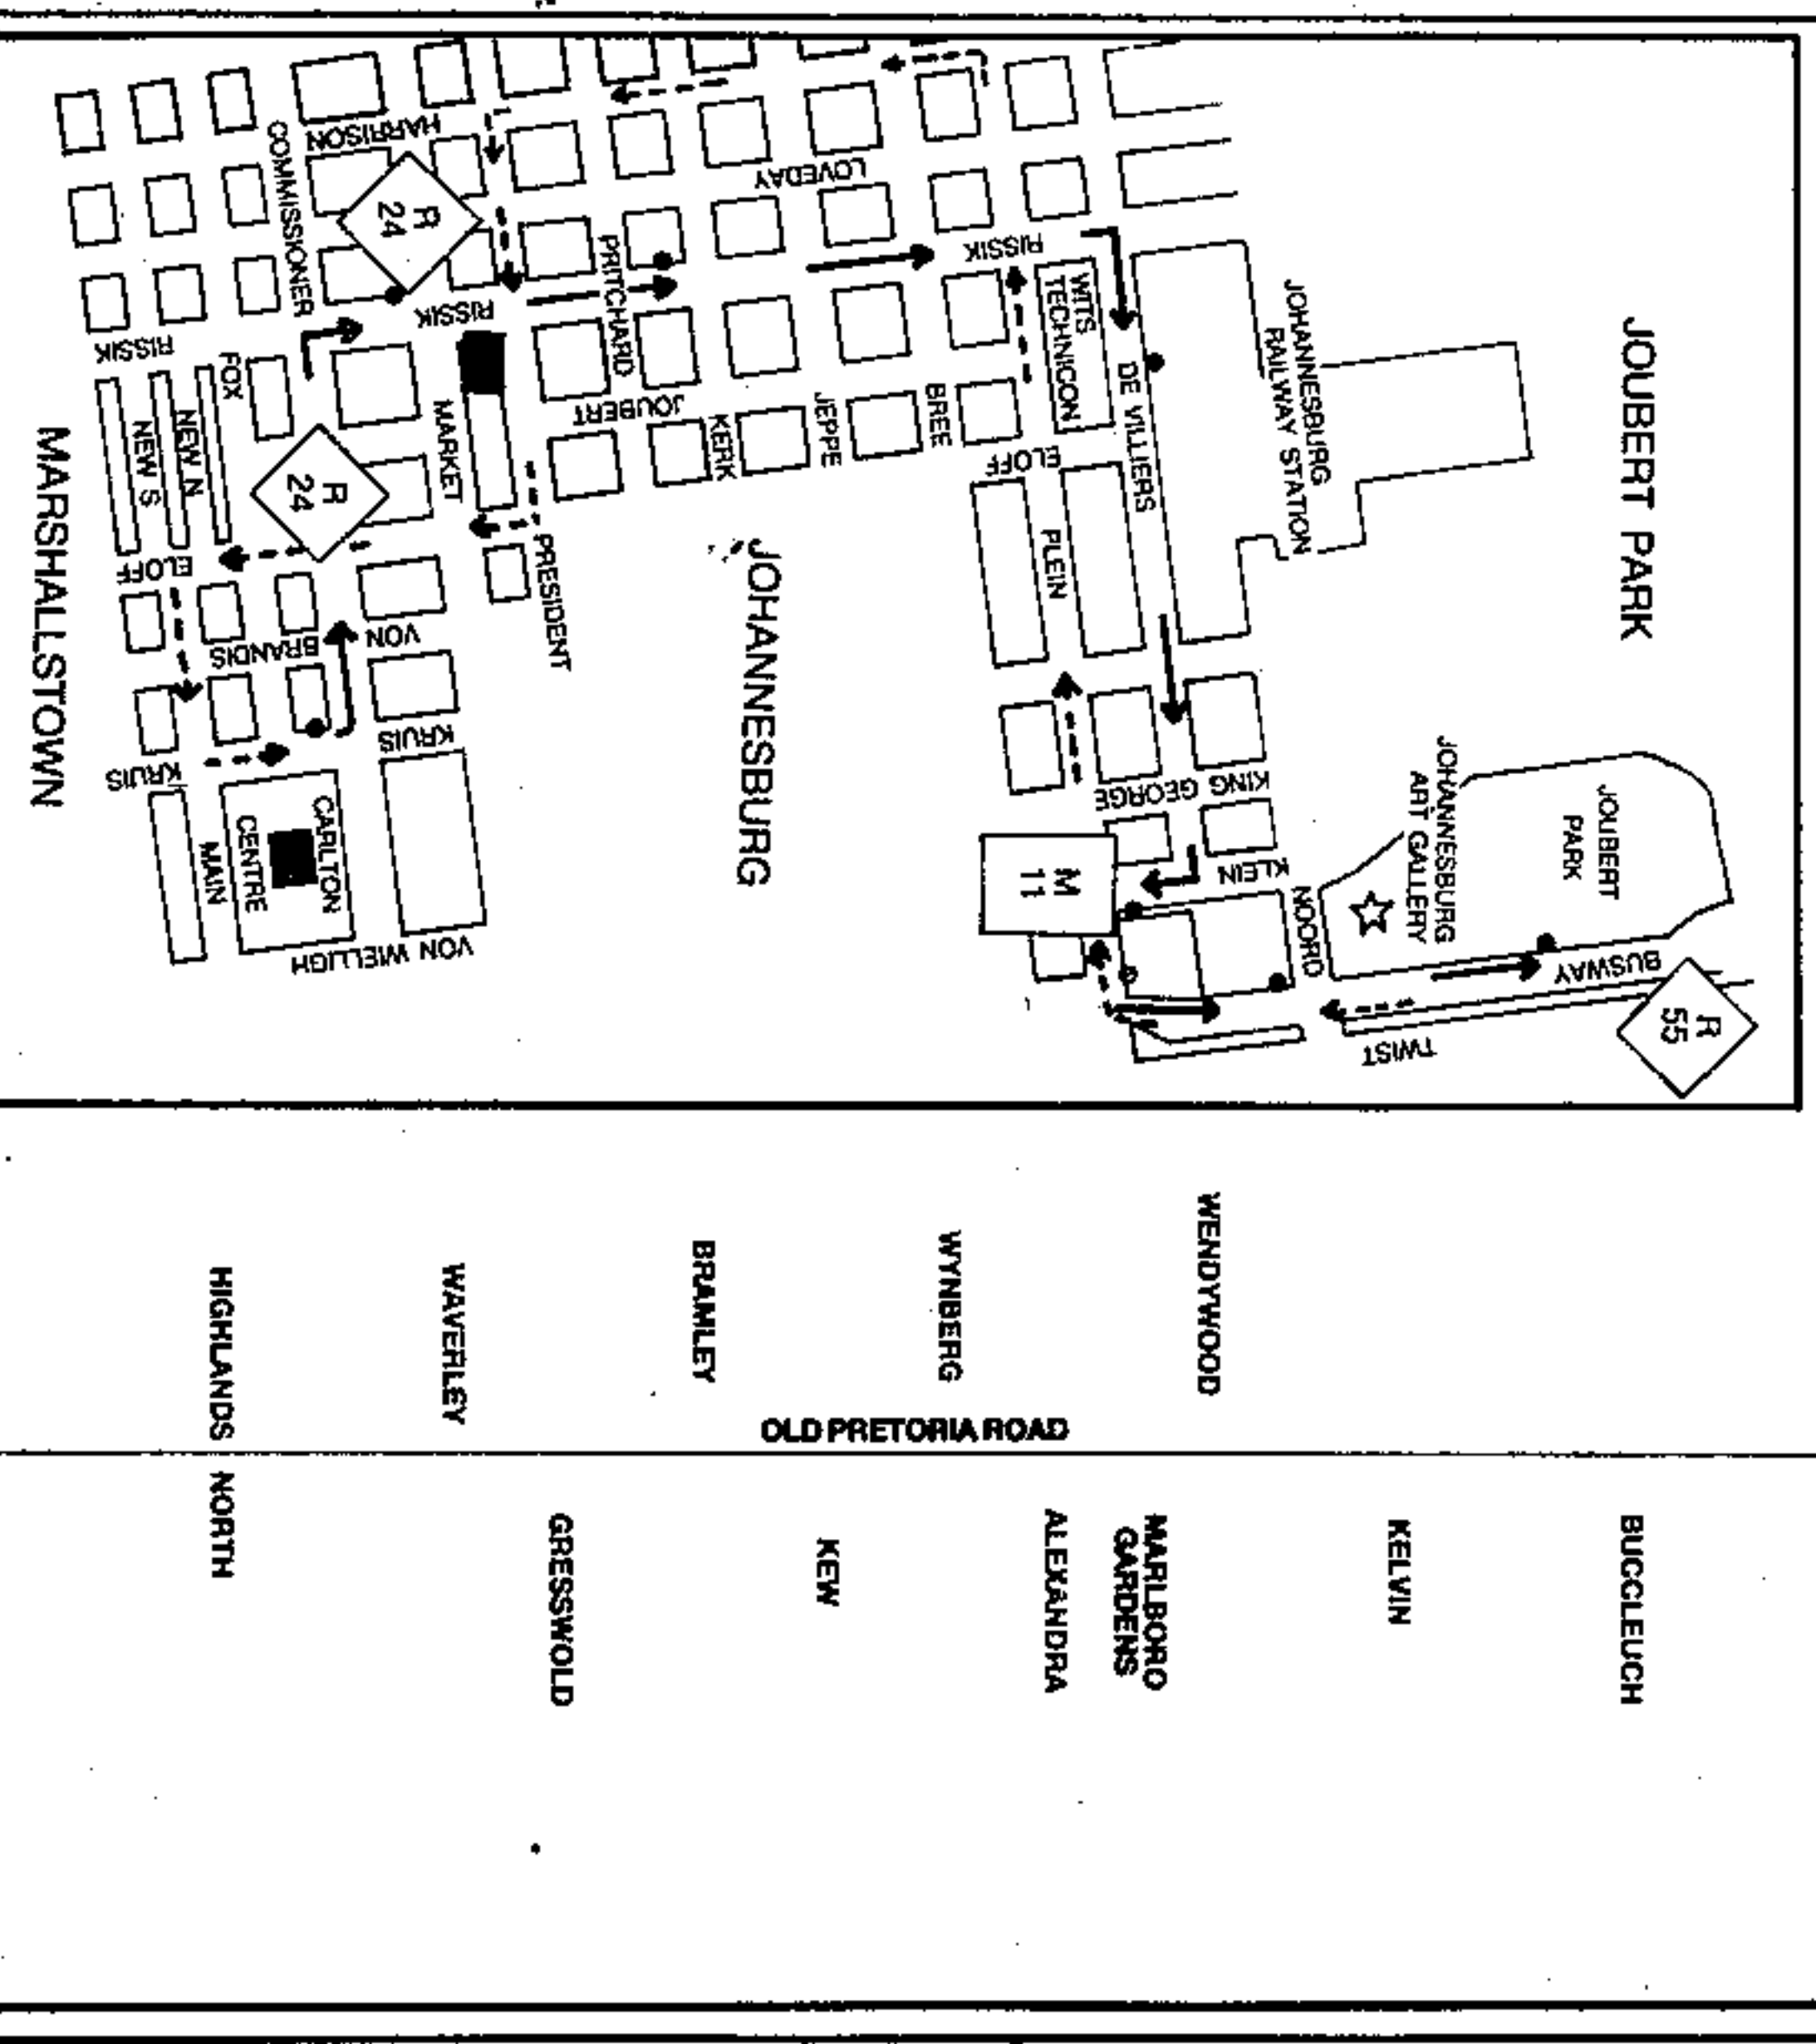 JOUBERT PARK
JOHANNESBURG
RAILWAY STATION
JOUBERT
PARK
JOHANNESBURG
ART GALLERY
BUSWAY
R
55
TWIST
NOORD
KLEIN
KING GEORGE
M
11
DE VILLIERS
WITS
TECHNICON
PLEIN
ELOFF
RISSIK
BREE
JEPPE
LOVEDAY
KERK
JOUBERT
PRITCHARD
JOHANNESBURG
PRESIDENT
MARKET
RISSIK
HARRISON
R
24
COMMISSIONER
R
24
FOX
RISSIK
NEW N
NEW S
ELOFF
VON
BRANDIS
KRUIS
KRUIS
CARLTON
CENTRE
MAIN
VON WIELLIGH
MARSHALLSTOWN
WENDYWOOD
WYNBERG
BRAMLEY
WAVERLEY
HIGHLANDS NORTH
OLD PRETORIA ROAD
BUCCLEUCH
KELVIN
MARLBORO
GARDENS
ALEXANDRA
KEW
GRESSWOLD